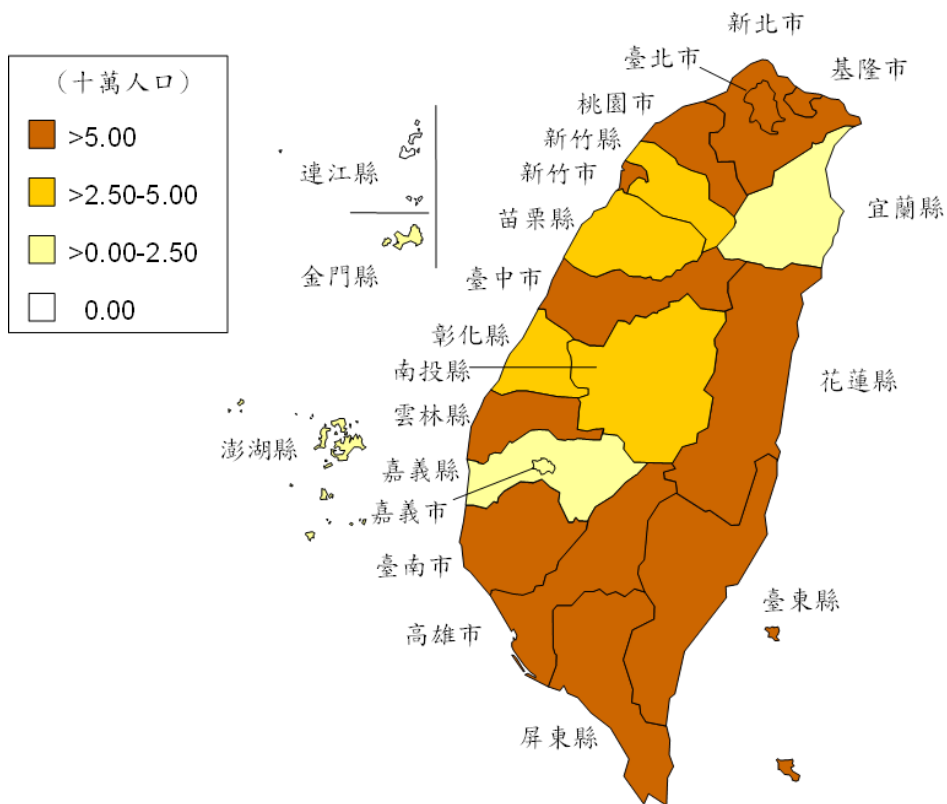 （十萬人口）
>5.00
>2.50-5.00
>0.00-2.50
0.00
新北市
臺北市
基隆市
桃園市
新竹縣
新竹市
連江縣
宜蘭縣
苗栗縣
金門縣
臺中市
彰化縣
南投縣
花蓮縣
雲林縣
澎湖縣
嘉義縣
嘉義市
臺南市
臺東縣
高雄市
屏東縣